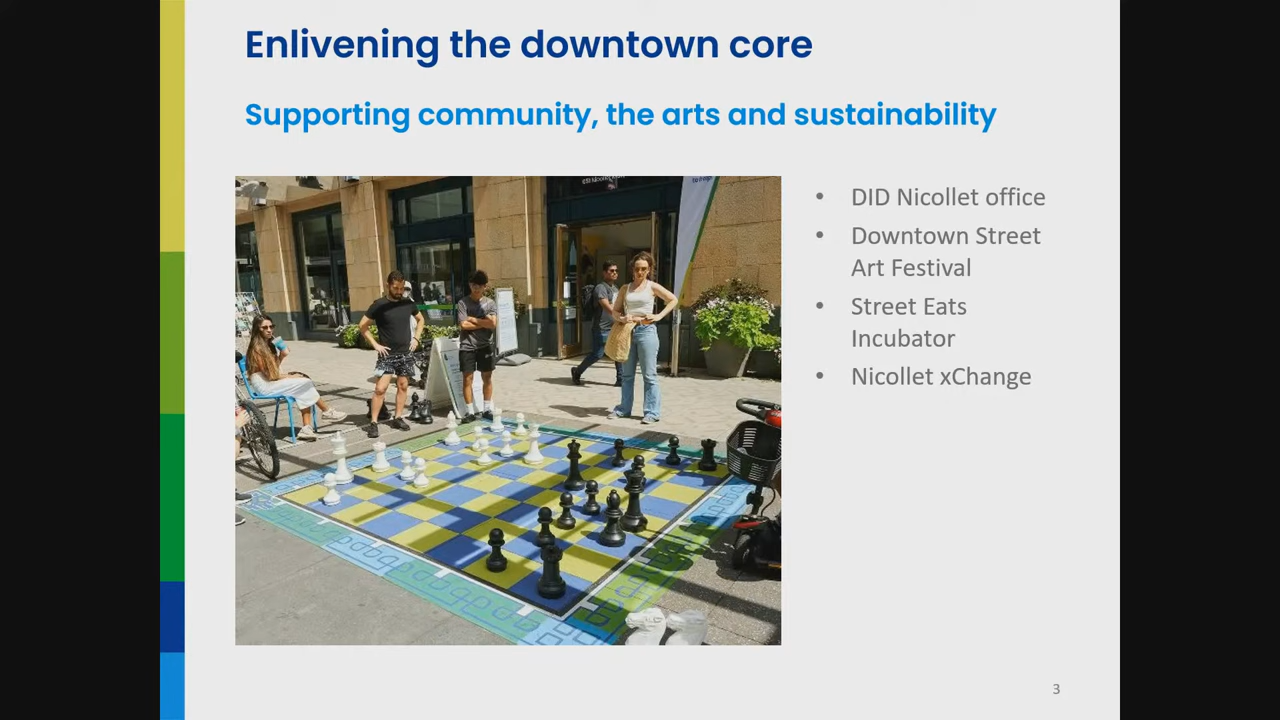 Enlivening the downtown core
Supporting community, the arts and sustainability
• DID Nicollet office
• Downtown Street
Art Festival
• Street Eats
Incubator
• Nicollet xChange
3